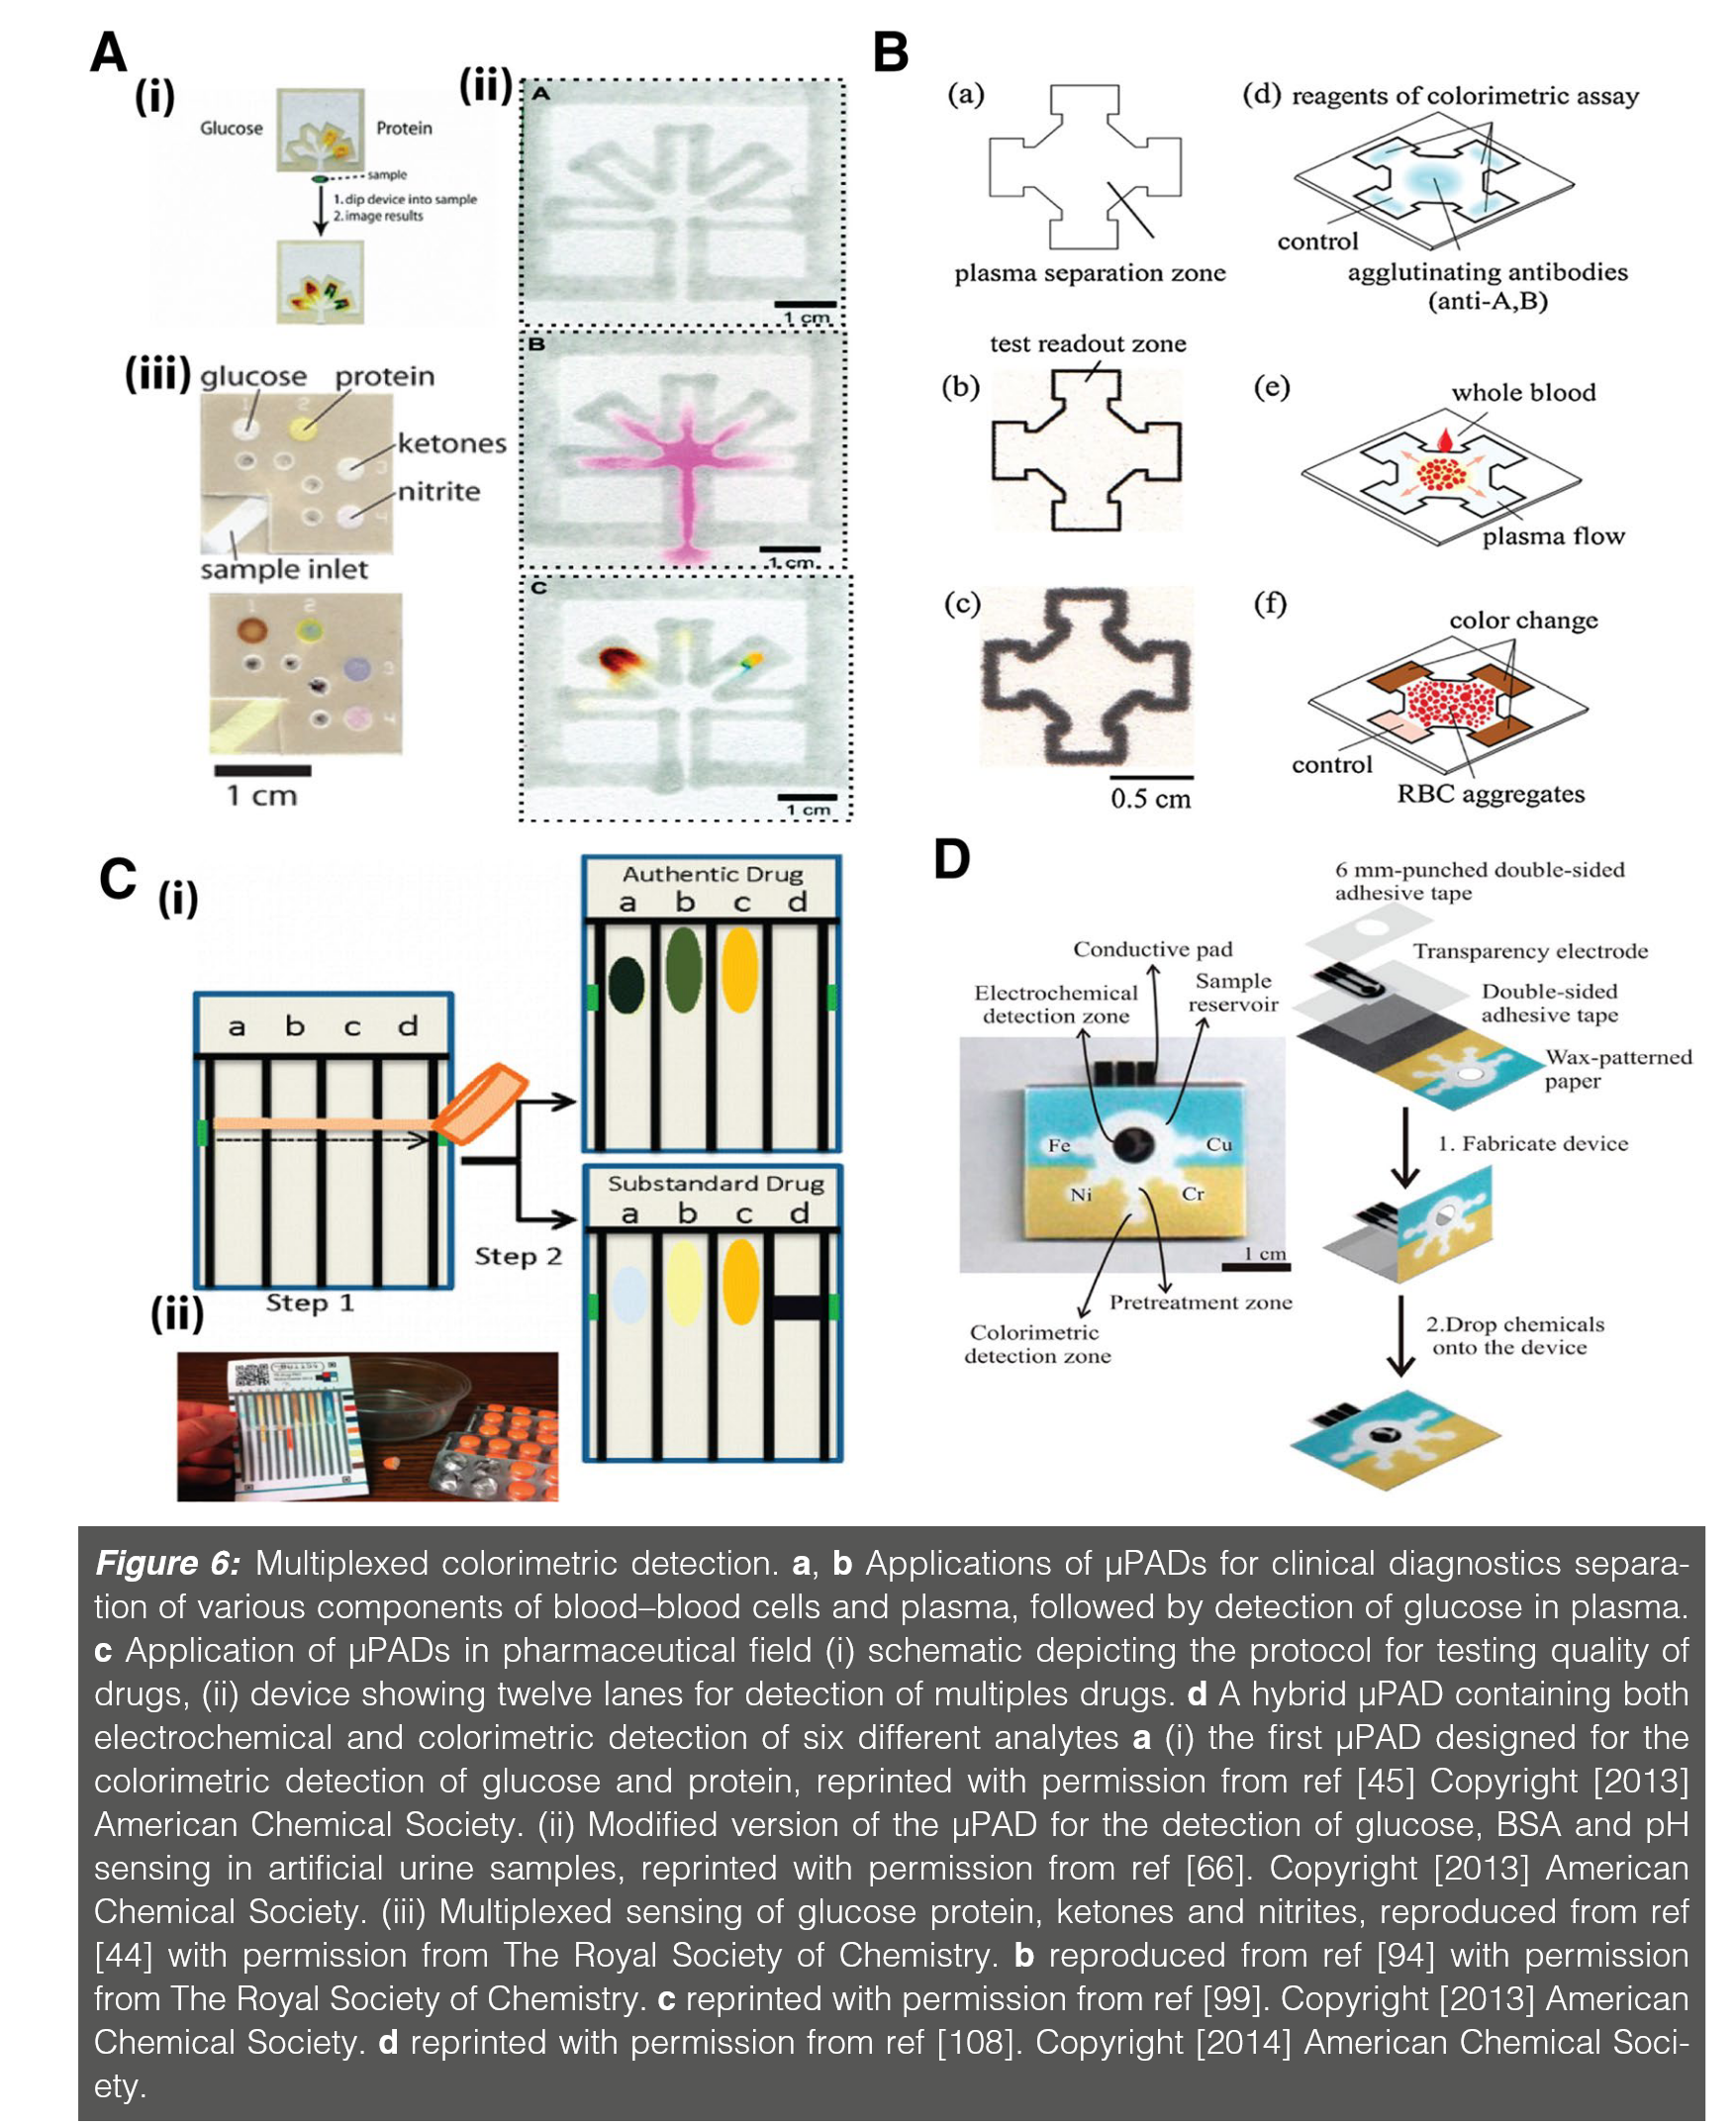 A
(i)
Glucose
Protein
sample
1. dip device into sample
2. image results
(ii)
A
1 cm
B
1 cm
C
1 cm
(iii)
glucose
protein
1
2
ketones
3
nitrite
4
sample inlet
1
2
3
4
1 cm
B
(a)
plasma separation zone
(b)
test readout zone
(c)
0.5 cm
(d)
reagents of colorimetric assay
control
agglutinating antibodies
(anti-A,B)
(e)
whole blood
plasma flow
(f)
color change
control
RBC aggregates
C
(i)
a b c d
Step 1
Step 2
Authentic Drug
a b c d
Substandard Drug
a b c d
(ii)
D
Conductive pad
Electrochemical
detection zone
Sample
reservoir
Fe
Cu
Ni
Cr
1 cm
Pretreatment zone
Colorimetric
detection zone
6 mm-punched double-sided
adhesive tape
Transparency electrode
Double-sided
adhesive tape
Wax-patterned
paper
1. Fabricate device
2.Drop chemicals
onto the device
Figure 6: Multiplexed colorimetric detection. a, b Applications of µPADs for clinical diagnostics separa-
tion of various components of blood–blood cells and plasma, followed by detection of glucose in plasma.
c Application of µPADs in pharmaceutical field (i) schematic depicting the protocol for testing quality of
drugs, (ii) device showing twelve lanes for detection of multiples drugs. d A hybrid µPAD containing both
electrochemical and colorimetric detection of six different analytes a (i) the first µPAD designed for the
colorimetric detection of glucose and protein, reprinted with permission from ref [45] Copyright [2013]
American Chemical Society. (ii) Modified version of the µPAD for the detection of glucose, BSA and pH
sensing in artificial urine samples, reprinted with permission from ref [66]. Copyright [2013] American
Chemical Society. (iii) Multiplexed sensing of glucose protein, ketones and nitrites, reproduced from ref
[44] with permission from The Royal Society of Chemistry. b reproduced from ref [94] with permission
from The Royal Society of Chemistry. c reprinted with permission from ref [99]. Copyright [2013] American
Chemical Society. d reprinted with permission from ref [108]. Copyright [2014] American Chemical Soci-
ety.